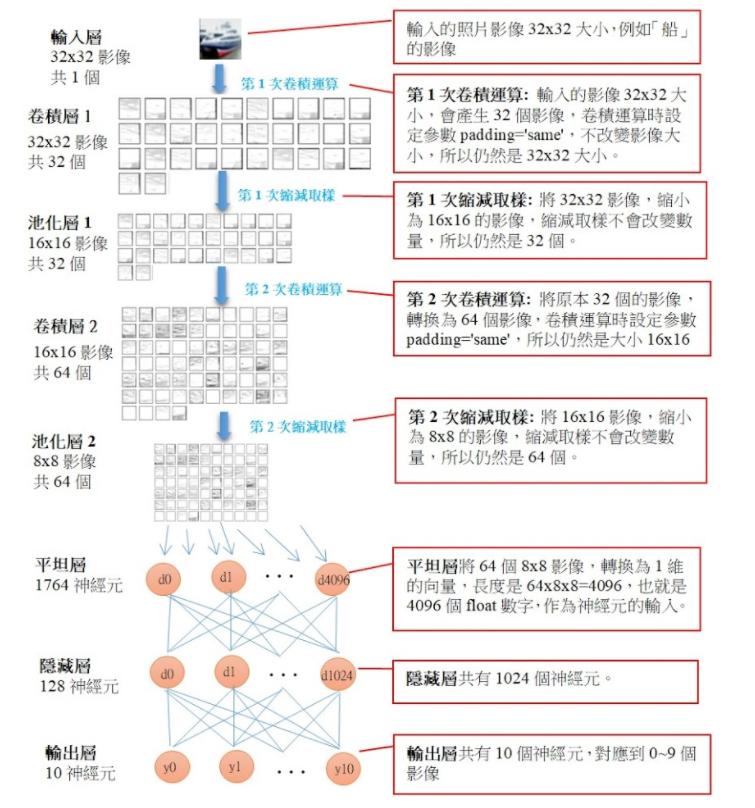 輸入層
32x32 影像
共 1 個
輸入的照片影像 32x32 大小，例如「船」
的影像
第 1 次卷積運算
卷積層 1
32x32 影像
共 32 個
第 1 次卷積運算: 輸入的影像 32x32 大
小，會產生 32 個影像，卷積運算時設
定參數 padding='same'，不改變影像大
小，所以仍然是 32x32 大小。
第 1 次縮減取樣
池化層 1
16x16 影像
共 32 個
第 1 次縮減取樣: 將 32x32 影像，縮小
為 16x16 的影像，縮減取樣不會改變數
量，所以仍然是 32 個。
第 2 次卷積運算
卷積層 2
16x16 影像
共 64 個
第 2 次卷積運算: 將原本 32 個的影像，
轉換為 64 個影像，卷積運算時設定參數
padding='same'，所以仍然是大小 16x16
第 2 次縮減取樣
池化層 2
8x8 影像
共 64 個
第 2 次縮減取樣: 將 16x16 影像，縮小
為 8x8 的影像，縮減取樣不會改變數
量，所以仍然是 64 個。
平坦層
1764 神經元
d0 d1 ··· d4096
平坦層將 64 個 8x8 影像，轉換為 1 維
的向量，長度是 64x8x8=4096，也就是
4096 個 float 數字，作為神經元的輸入。
隱藏層
128 神經元
d0 d1 ··· d1024
隱藏層共有 1024 個神經元。
輸出層
10 神經元
y0 y1 ··· y10
輸出層共有 10 個神經元，對應到 0~9 個
影像